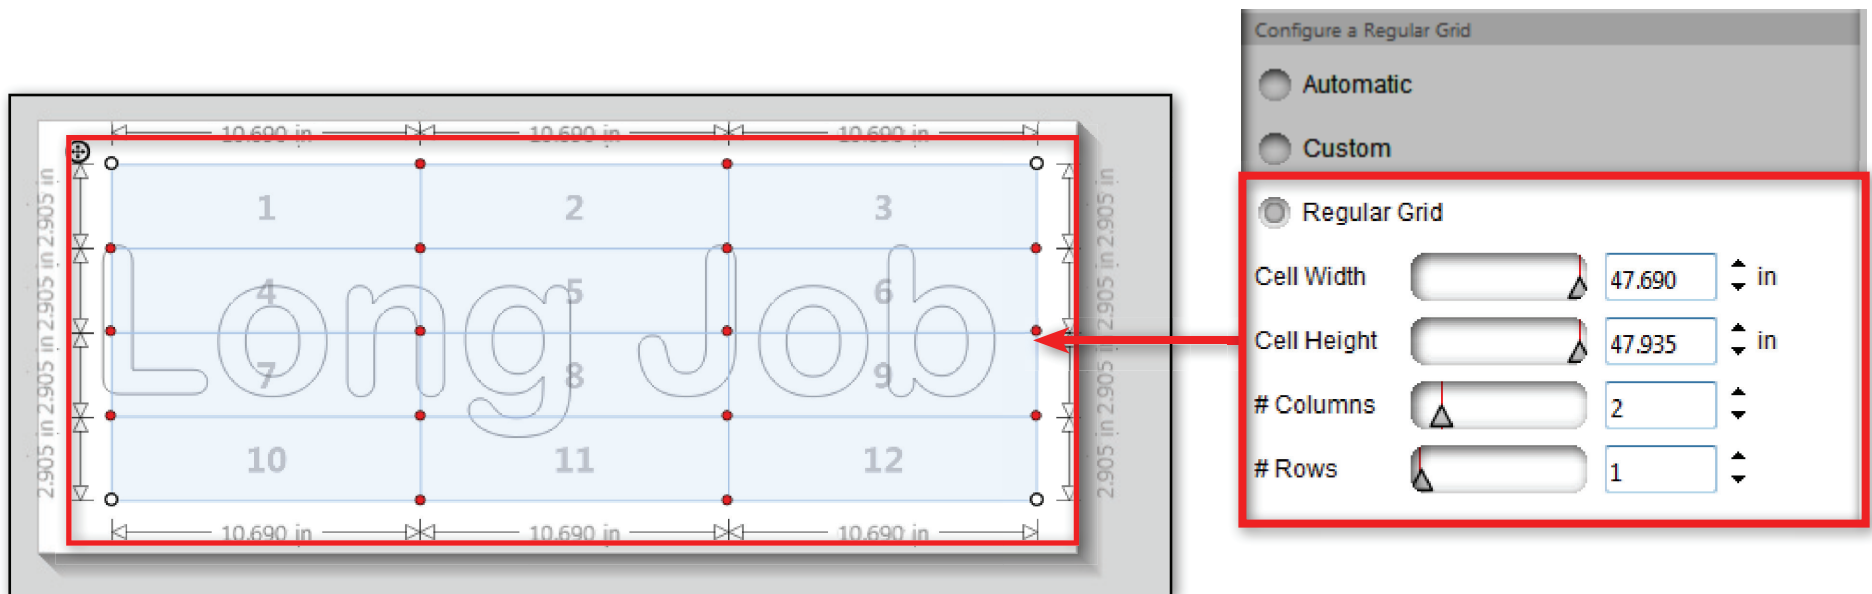 Configure a Regular Grid
Automatic
Custom
Regular Grid
Cell Width 47.690 in
Cell Height 47.935 in
# Columns 2
# Rows 1
10.690 in 10.690 in 10.690 in
1 2 3
4 5 6
Long Job
7 8 9
10 11 12
10.690 in 10.690 in 10.690 in
2.905 in 2.905 in 2.905 in 2.905 in
2.905 in 2.905 in 2.905 in 2.905 in